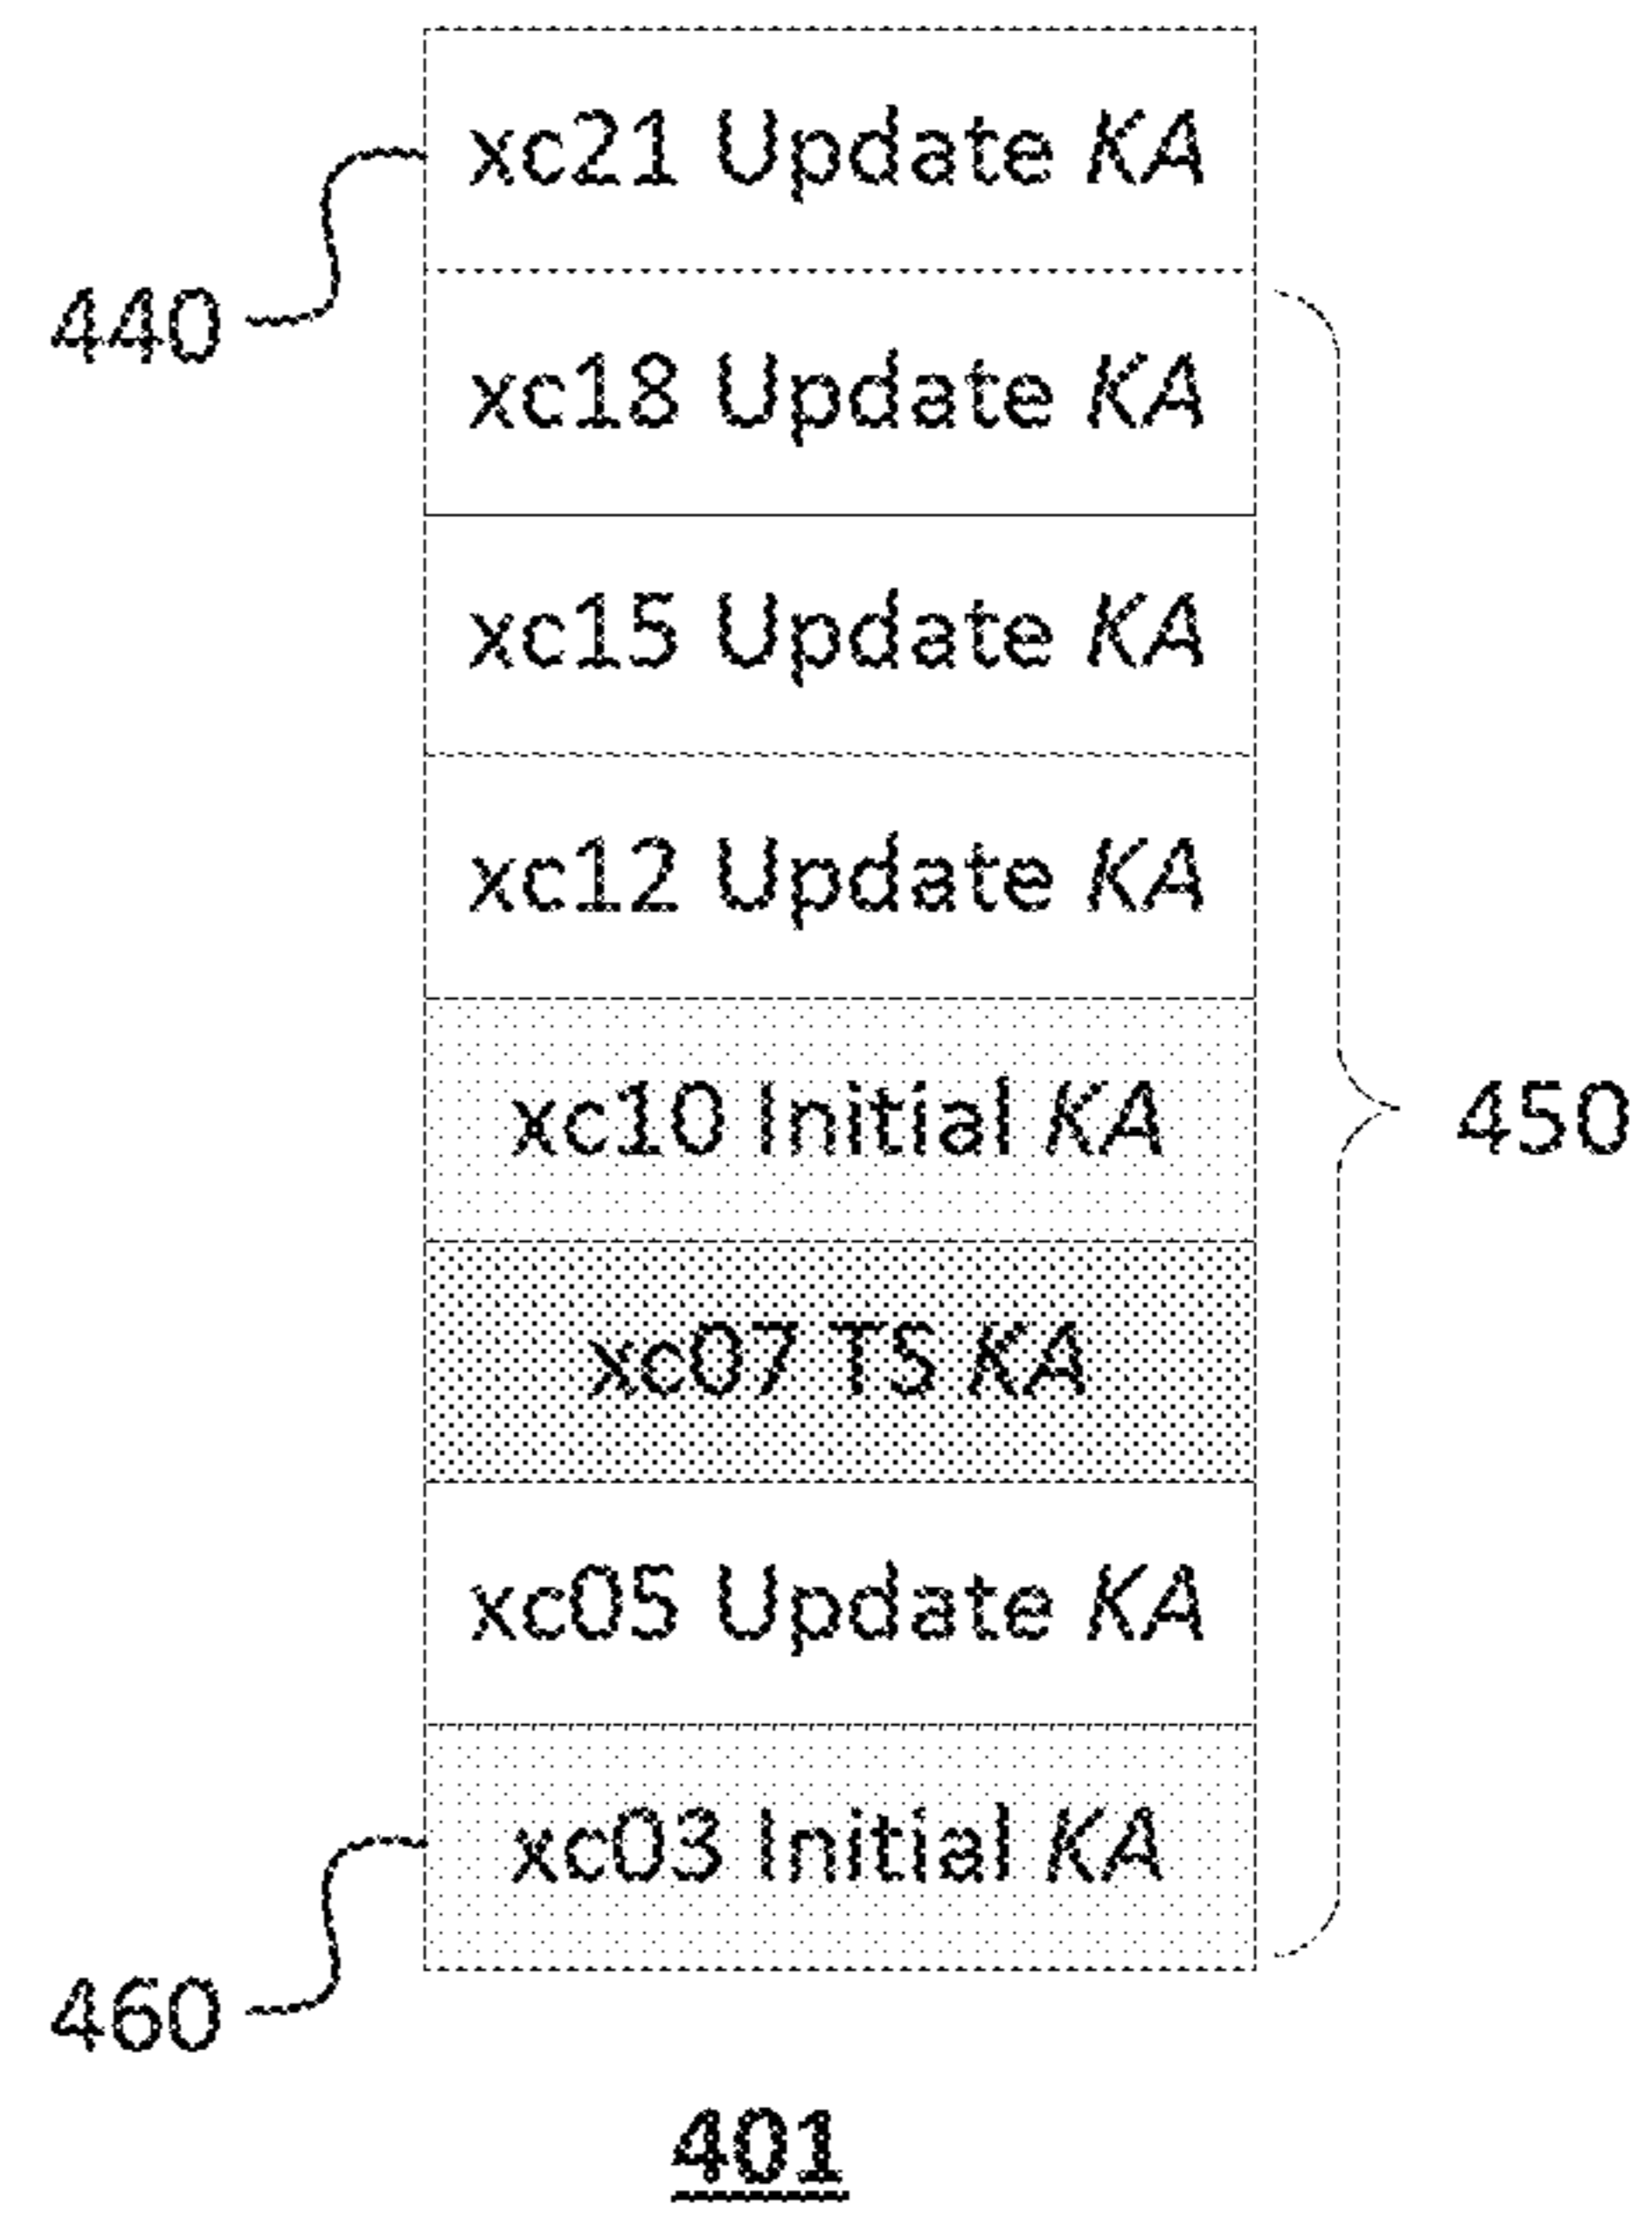 xc21 Update KA
440
xc18 Update KA
xc15 Update KA
xc12 Update KA
xc10 Initial KA
450
xc07 TS KA
xc05 Update KA
xc03 Initial KA
460
401